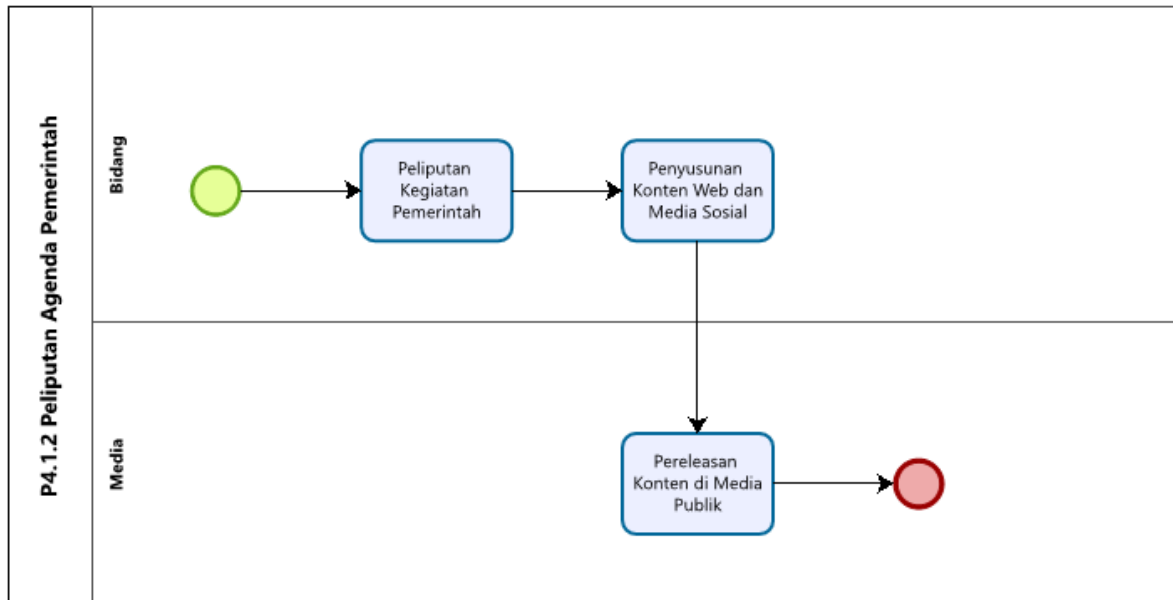 P4.1.2 Peliputan Agenda Pemerintah
Bidang
Peliputan
Kegiatan
Pemerintah
Penyusunan
Konten Web dan
Media Sosial
Media
Pereleasan
Konten di Media
Publik